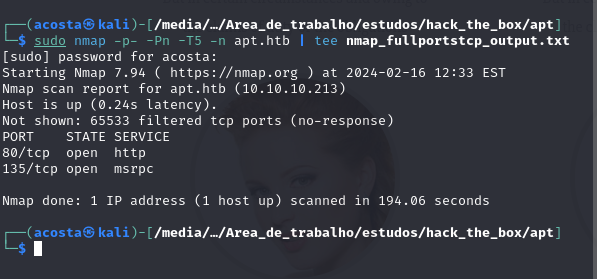 ┌──(acosta㉿kali)-[/media/…/Area_de_trabalho/estudos/hack_the_box/apt]
└─$ sudo nmap -p- -Pn -T5 -n apt.htb | tee nmap_fullportstcp_output.txt
[sudo] password for acosta:
Starting Nmap 7.94 ( https://nmap.org ) at 2024-02-16 12:33 EST
Nmap scan report for apt.htb (10.10.10.213)
Host is up (0.24s latency).
Not shown: 65533 filtered tcp ports (no-response)
PORT    STATE SERVICE
80/tcp  open  http
135/tcp open  msrpc

Nmap done: 1 IP address (1 host up) scanned in 194.06 seconds

┌──(acosta㉿kali)-[/media/…/Area_de_trabalho/estudos/hack_the_box/apt]
└─$